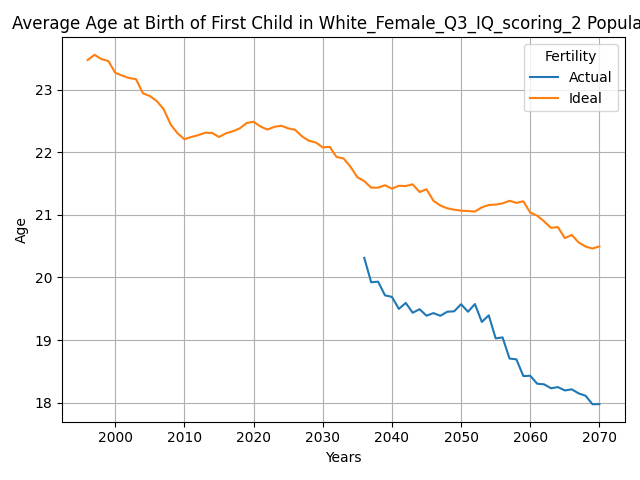 Average Age at Birth of First Child in White_Female_Q3_IQ_scoring_2 Popula
Fertility
Actual
Ideal
Age
23
22
21
20
19
18
2000 2010 2020 2030 2040 2050 2060 2070
Years